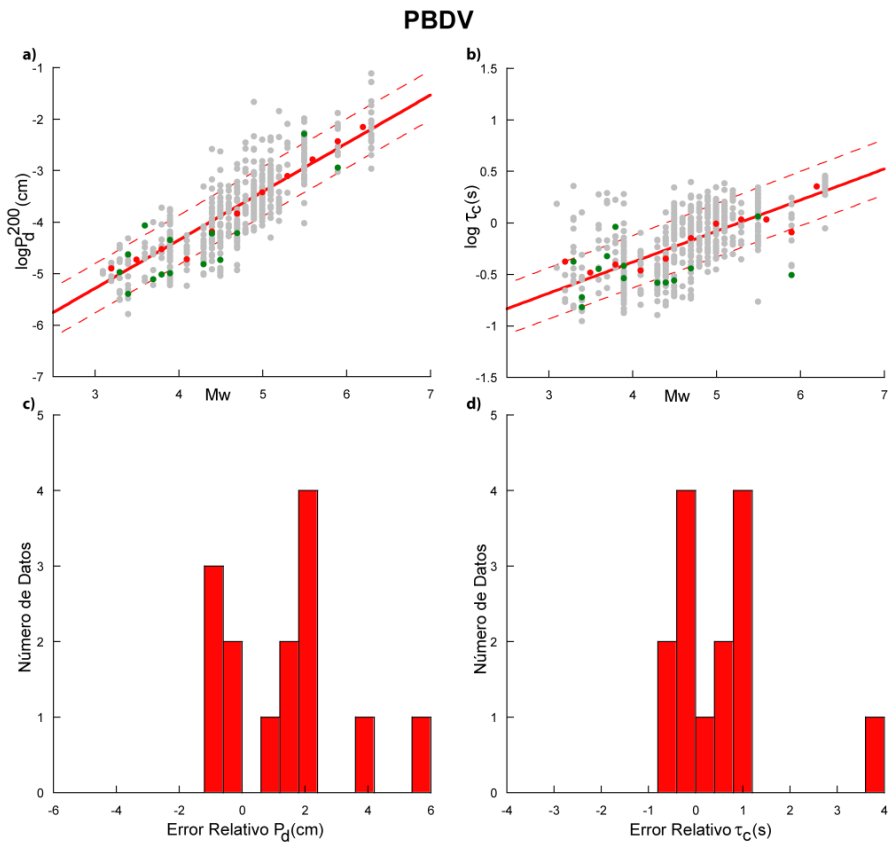 PBDV
a)
b)
-1
-2
-3
-4
-5
-6
-7
logP_d^200(cm)
3 4 5 6 7
Mw
1.5
1
0.5
0
-0.5
-1
-1.5
log τ_c(s)
3 4 5 6 7
Mw
c)
d)
5
4
3
2
1
0
Número de Datos
-6 -4 -2 0 2 4 6
Error Relativo P_d(cm)
5
4
3
2
1
0
Número de Datos
-4 -3 -2 -1 0 1 2 3 4
Error Relativo τ_c(s)